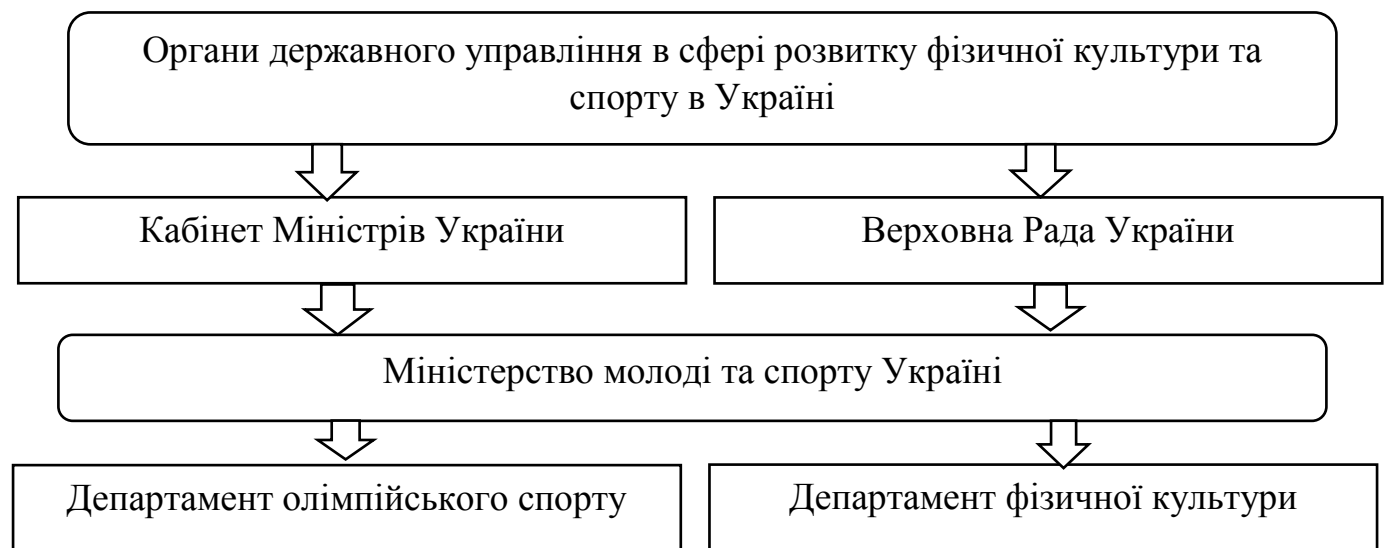 Органи державного управління в сфері розвитку фізичної культури та
спорту в Україні
Кабінет Міністрів України
Верховна Рада України
Міністерство молоді та спорту Україні
Департамент олімпійського спорту
Департамент фізичної культури